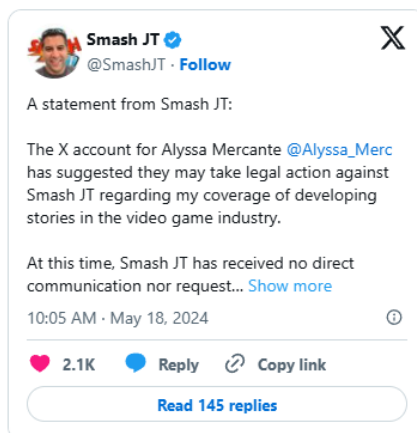 Smash JT
@SmashJT · Follow
A statement from Smash JT:
The X account for Alyssa Mercante @Alyssa_Merc
has suggested they may take legal action against
Smash JT regarding my coverage of developing
stories in the video game industry.
At this time, Smash JT has received no direct
communication nor request... Show more
10:05 AM · May 18, 2024
2.1K Reply Copy link
Read 145 replies